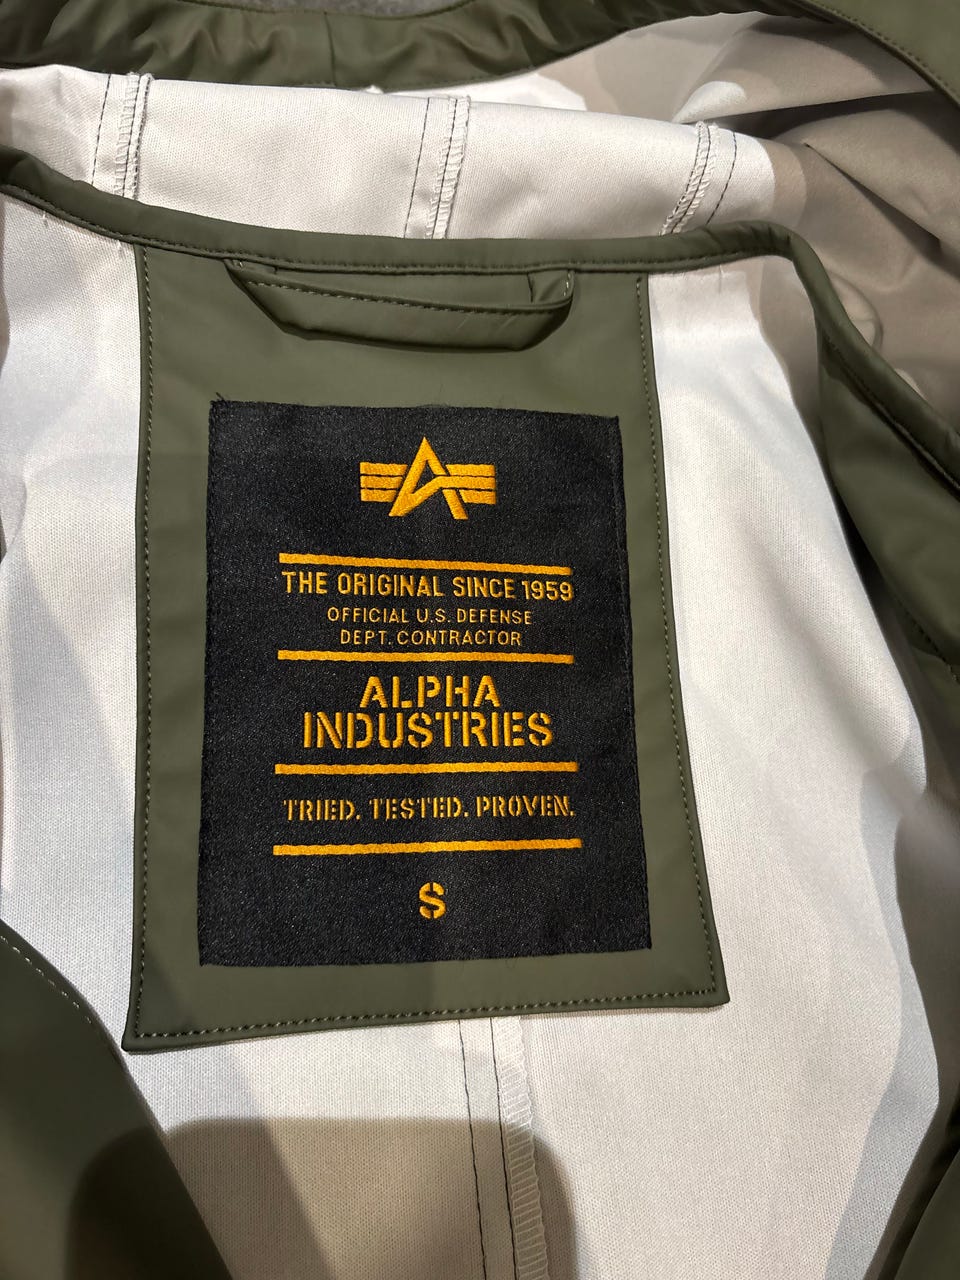 THE ORIGINAL SINCE 1959
OFFICIAL U.S. DEFENSE
DEPT. CONTRACTOR
ALPHA
INDUSTRIES
TRIED. TESTED. PROVEN.
S